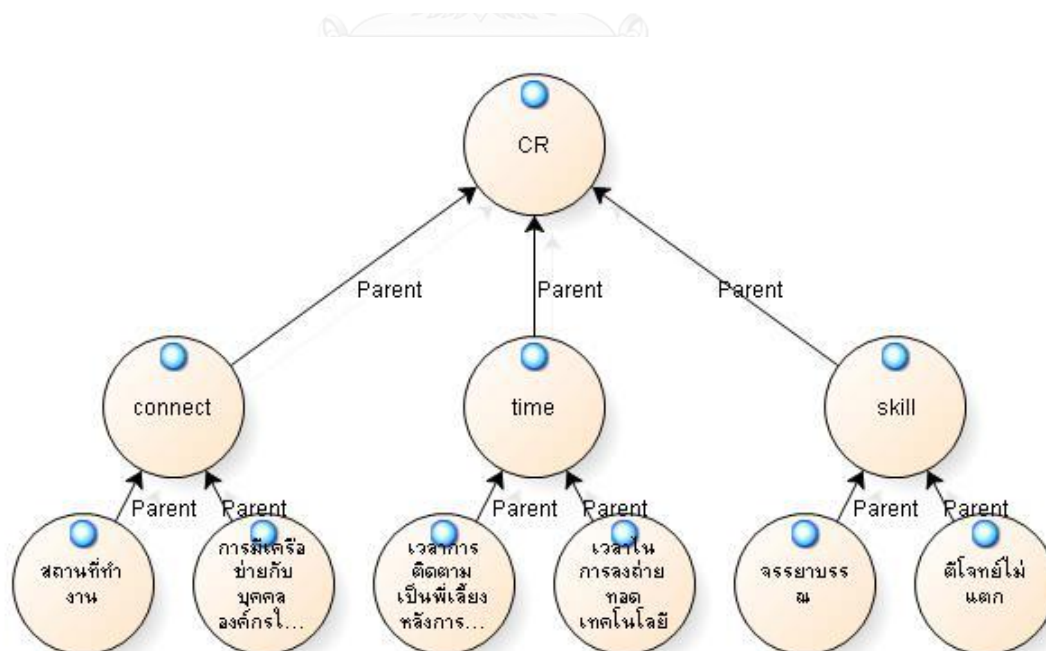 CR
Parent
Parent
Parent
connect
time
skill
Parent
Parent
Parent
Parent
Parent
Parent
สถานที่ทำ
งาน
การมีเครือ
ข่ายกับ
บุคคล
องค์กรใ...
เวลาการ
ติดตาม
เป็นพี่เลี้ยง
หลังการ...
เวลาใน
การลงถ่าย
ทอด
เทคโนโลยี
จรรยาบรร
ณ
ตีโจทย์ไม่
แตก